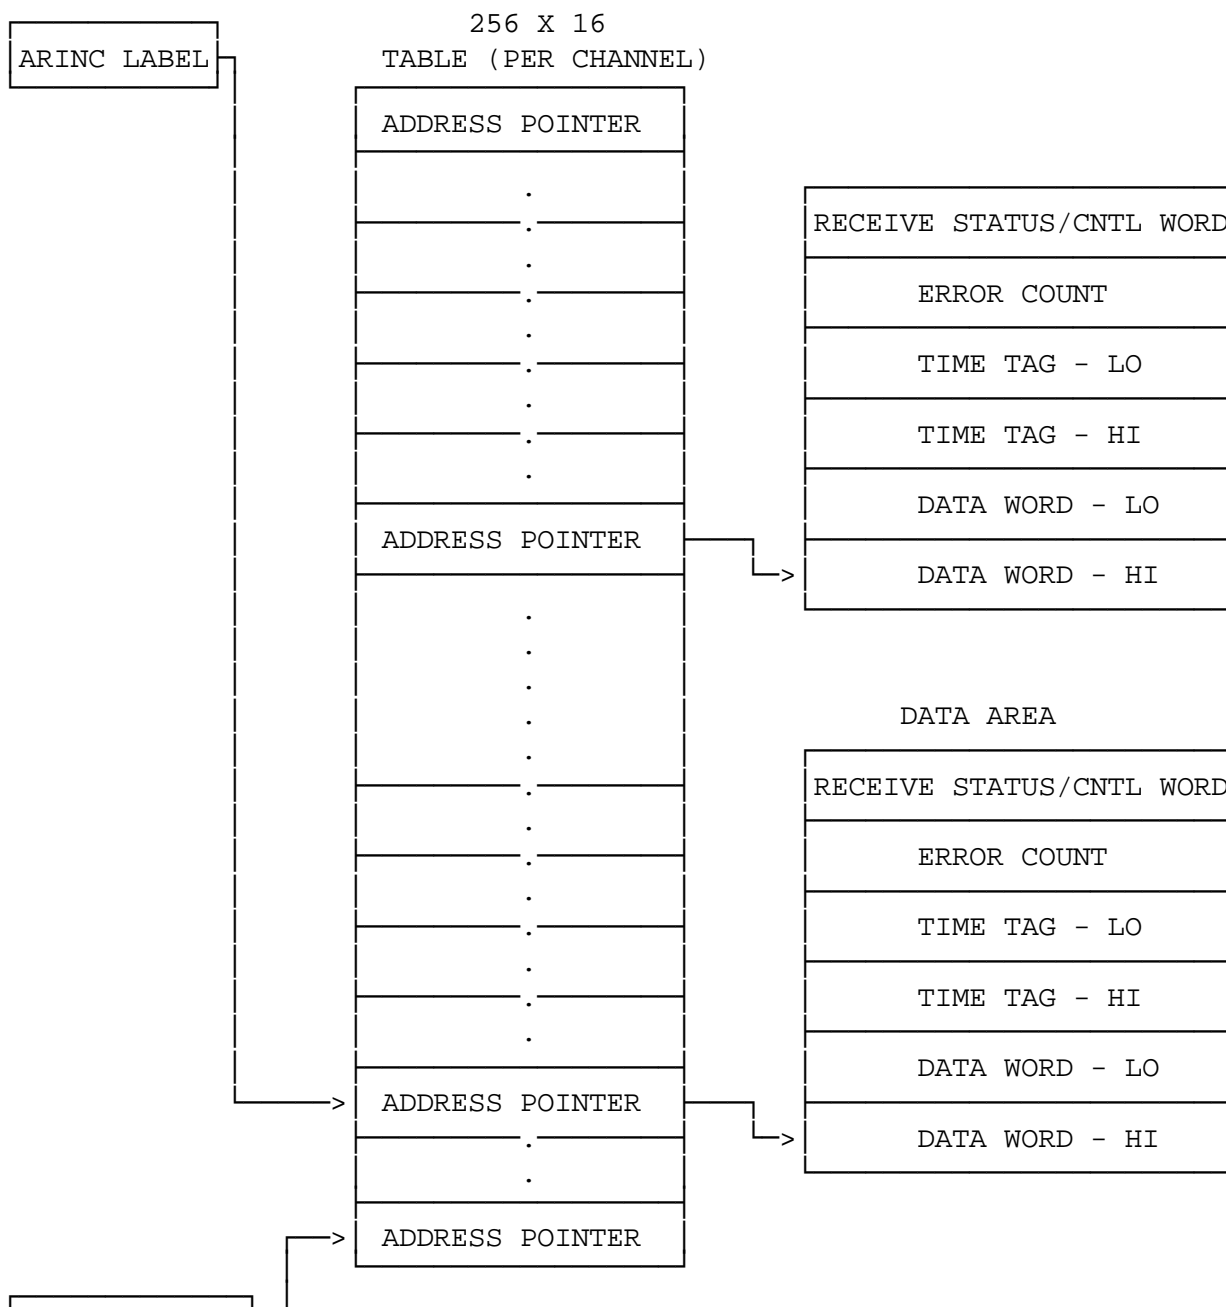 256 X 16
ARINC LABEL
TABLE (PER CHANNEL)
ADDRESS POINTER
RECEIVE STATUS/CNTL WORD
ERROR COUNT
TIME TAG - LO
TIME TAG - HI
DATA WORD - LO
ADDRESS POINTER
DATA WORD - HI
DATA AREA
RECEIVE STATUS/CNTL WORD
ERROR COUNT
TIME TAG - LO
TIME TAG - HI
DATA WORD - LO
ADDRESS POINTER
DATA WORD - HI
ADDRESS POINTER